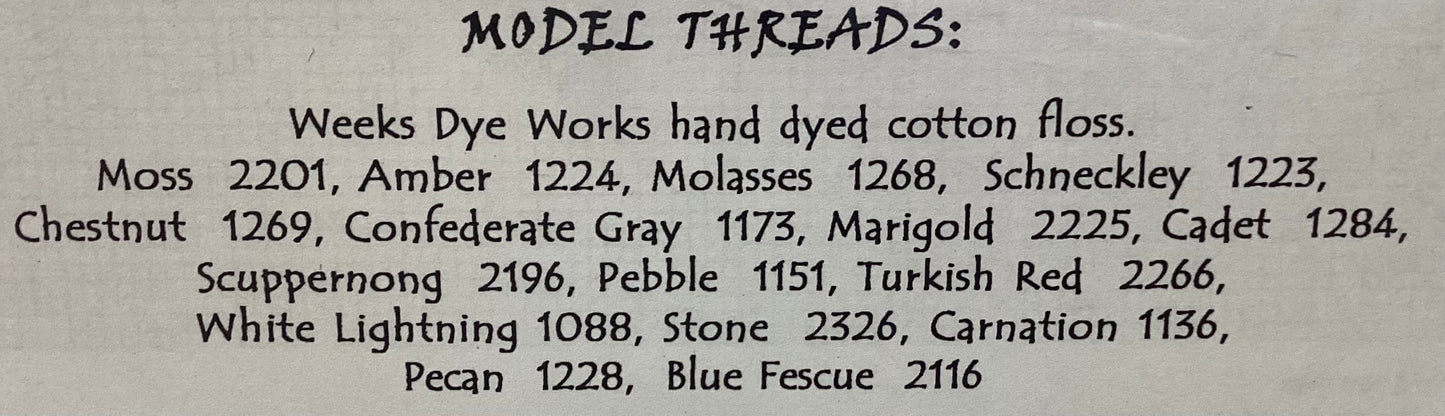 MODEL THREADS:
Weeks Dye Works hand dyed cotton floss.
Moss 2201, Amber 1224, Molasses 1268, Schneckley 1223,
Chestnut 1269, Confederate Gray 1173, Marigold 2225, Cadet 1284,
Scuppernong 2196, Pebble 1151, Turkish Red 2266,
White Lightning 1088, Stone 2326, Carnation 1136,
Pecan 1228, Blue Fescue 2116